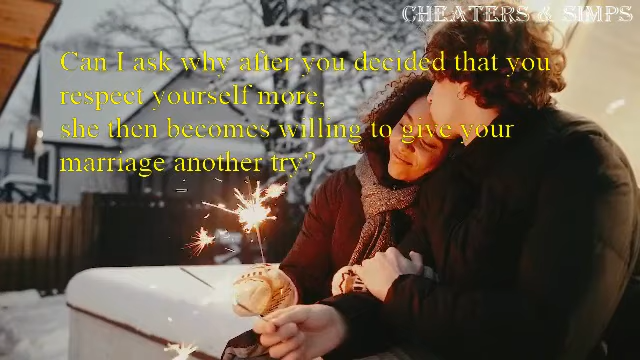 CHEATERS & SIMPS
Can I ask why after you decided that you
respect yourself more,
she then becomes willing to give your
marriage another try?